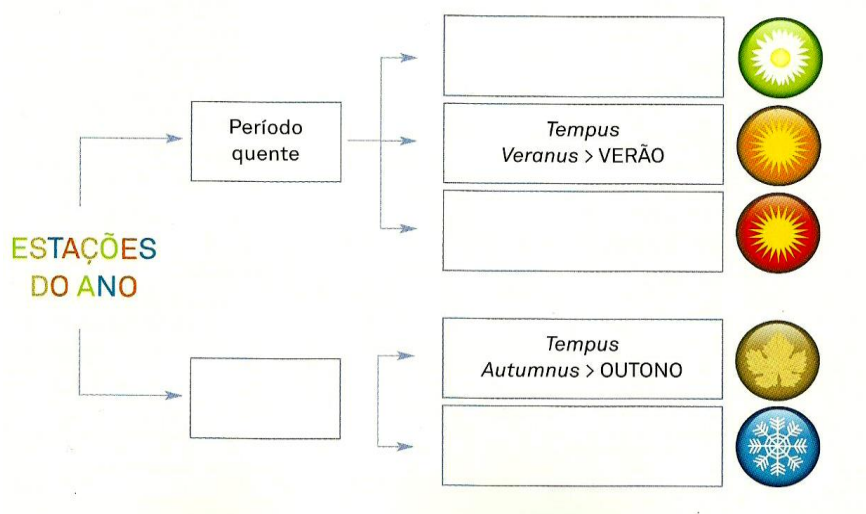 Período
quente
Tempus
Veranus > VERÃO
ESTAÇÕES
DO ANO
Tempus
Autumnus > OUTONO